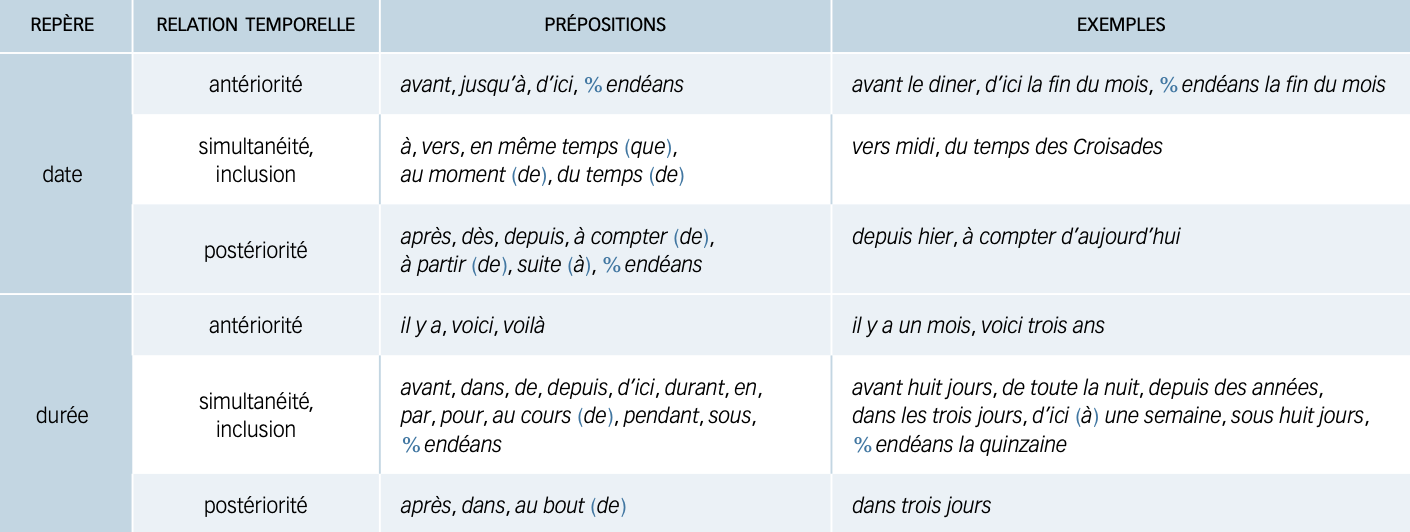 REPÈRE RELATION TEMPORELLE PRÉPOSITIONS EXEMPLES
date
antériorité avant, jusqu’à, d’ici, % endéans avant le diner, d’ici la fin du mois, % endéans la fin du mois
simultanéité,
inclusion
à, vers, en même temps (que),
au moment (de), du temps (de)
vers midi, du temps des Croisades
postériorité
après, dès, depuis, à compter (de),
à partir (de), suite (à), % endéans
depuis hier, à compter d’aujourd’hui
durée
antériorité il y a, voici, voilà il y a un mois, voici trois ans
simultanéité,
inclusion
avant, dans, de, depuis, d’ici, durant, en,
par, pour, au cours (de), pendant, sous,
% endéans
avant huit jours, de toute la nuit, depuis des années,
dans les trois jours, d’ici (à) une semaine, sous huit jours,
% endéans la quinzaine
postériorité après, dans, au bout (de) dans trois jours